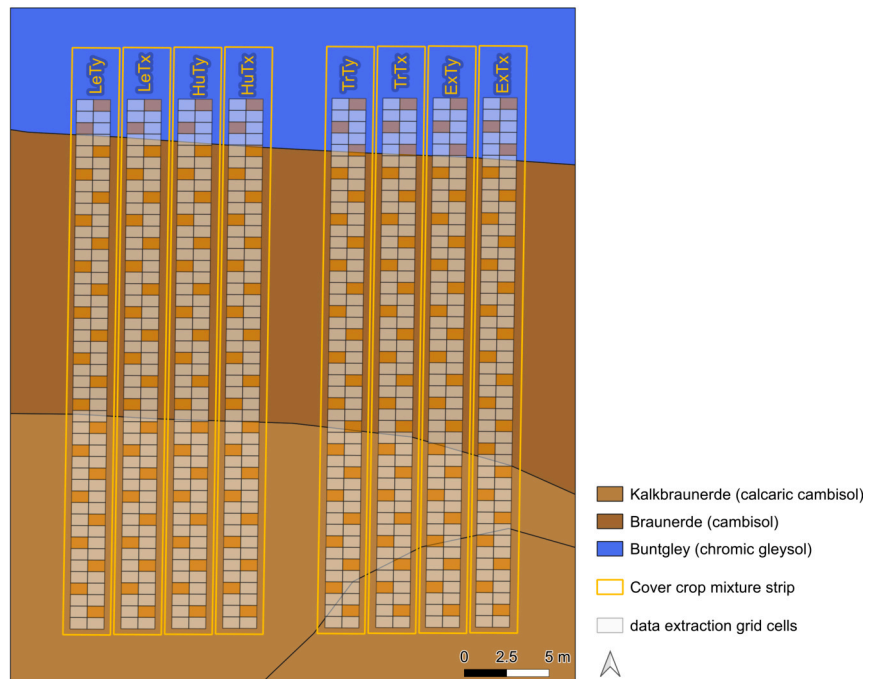 LeTy
LeTx
HuTy
HuTx
TrTy
TrTx
ExTy
ExTx
Kalkbraunerde (calcaric cambisol)
Braunerde (cambisol)
Buntgley (chromic gleysol)
Cover crop mixture strip
data extraction grid cells
0 2.5 5 m